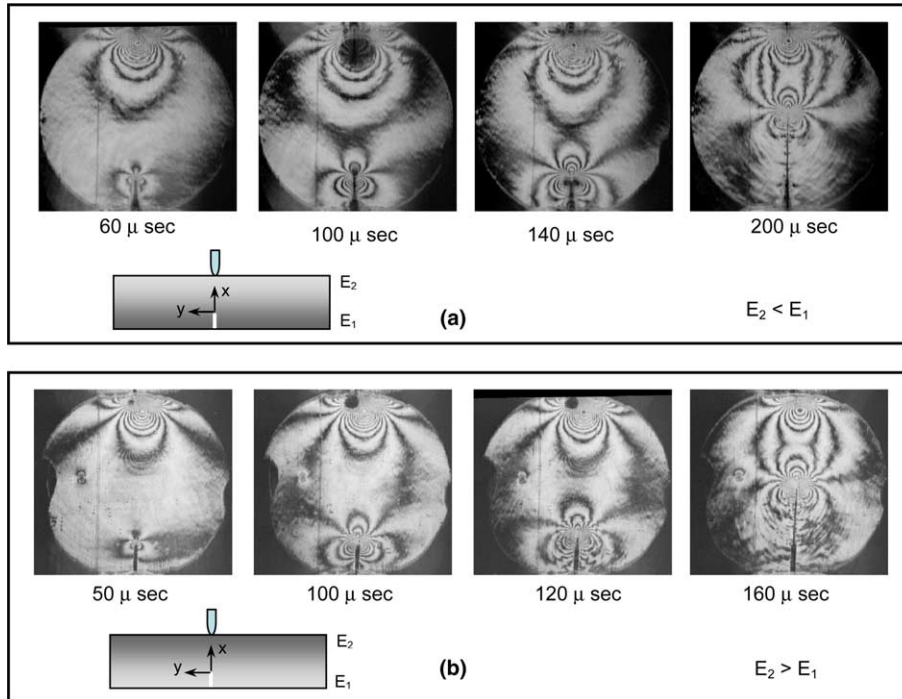 60 μ sec
100 μ sec
140 μ sec
200 μ sec
E₂
x
y
E₁
(a)
E₂ < E₁
50 μ sec
100 μ sec
120 μ sec
160 μ sec
E₂
x
y
E₁
(b)
E₂ > E₁